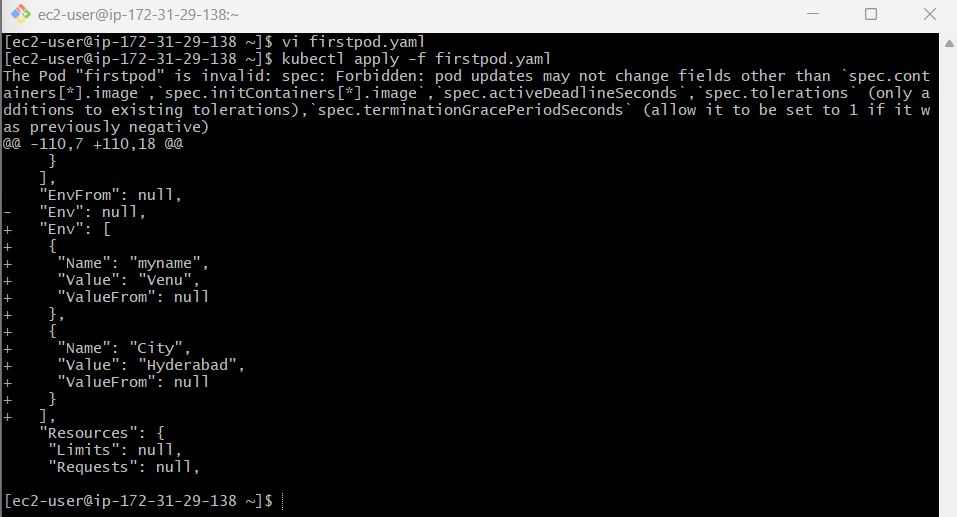 ec2-user@ip-172-31-29-138:~
[ec2-user@ip-172-31-29-138 ~]$ vi firstpod.yaml
[ec2-user@ip-172-31-29-138 ~]$ kubectl apply -f firstpod.yaml
The Pod "firstpod" is invalid: spec: Forbidden: pod updates may not change fields other than `spec.cont
ainers[*].image`,`spec.initContainers[*].image`,`spec.activeDeadlineSeconds`,`spec.tolerations` (only a
dditions to existing tolerations),`spec.terminationGracePeriodSeconds` (allow it to be set to 1 if it w
as previously negative)
@@ -110,7 +110,18 @@
     }
    ],
    "EnvFrom": null,
-   "Env": null,
+   "Env": [
+    {
+     "Name": "myname",
+     "Value": "Venu",
+     "ValueFrom": null
+    },
+    {
+     "Name": "City",
+     "Value": "Hyderabad",
+     "ValueFrom": null
+    }
+   ],
    "Resources": {
     "Limits": null,
     "Requests": null,
[ec2-user@ip-172-31-29-138 ~]$